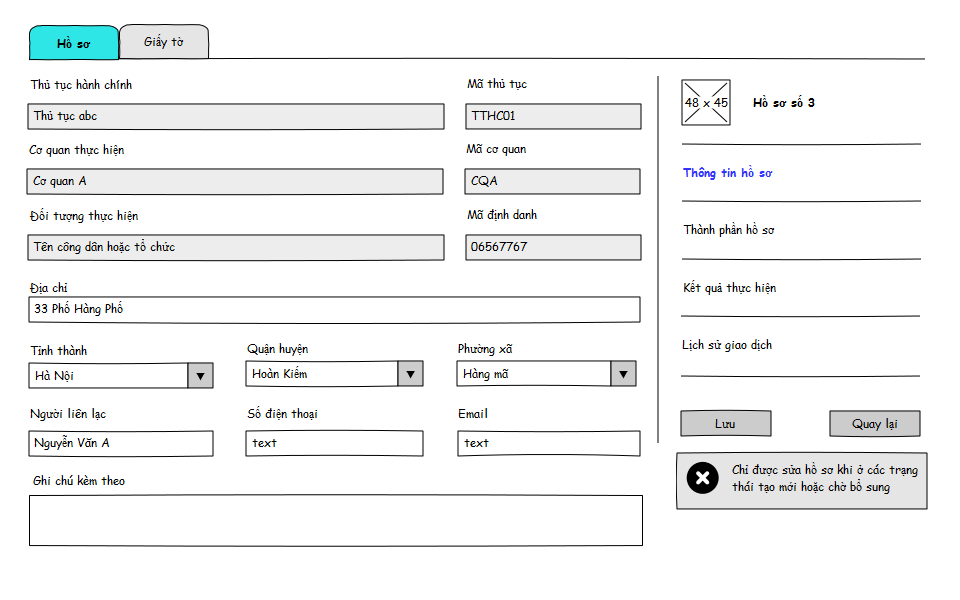 Hồ sơ
Giấy tờ
Thủ tục hành chính
Mã thủ tục
Thủ tục abc
TTHC01
Cơ quan thực hiện
Mã cơ quan
Cơ quan A
CQA
Đối tượng thực hiện
Mã định danh
Tên công dân hoặc tổ chức
06567767
Địa chỉ
33 Phố Hàng Phố
Tỉnh thành
Quận huyện
Phường xã
Hà Nội
Hoàn Kiếm
Hàng mã
Người liên lạc
Số điện thoại
Email
Nguyễn Văn A
text
text
Ghi chú kèm theo
48 x 45
Hồ sơ số 3
Thông tin hồ sơ
Thành phần hồ sơ
Kết quả thực hiện
Lịch sử giao dịch
Lưu
Quay lại
Chỉ được sửa hồ sơ khi ở các trạng
thái tạo mới hoặc chờ bổ sung